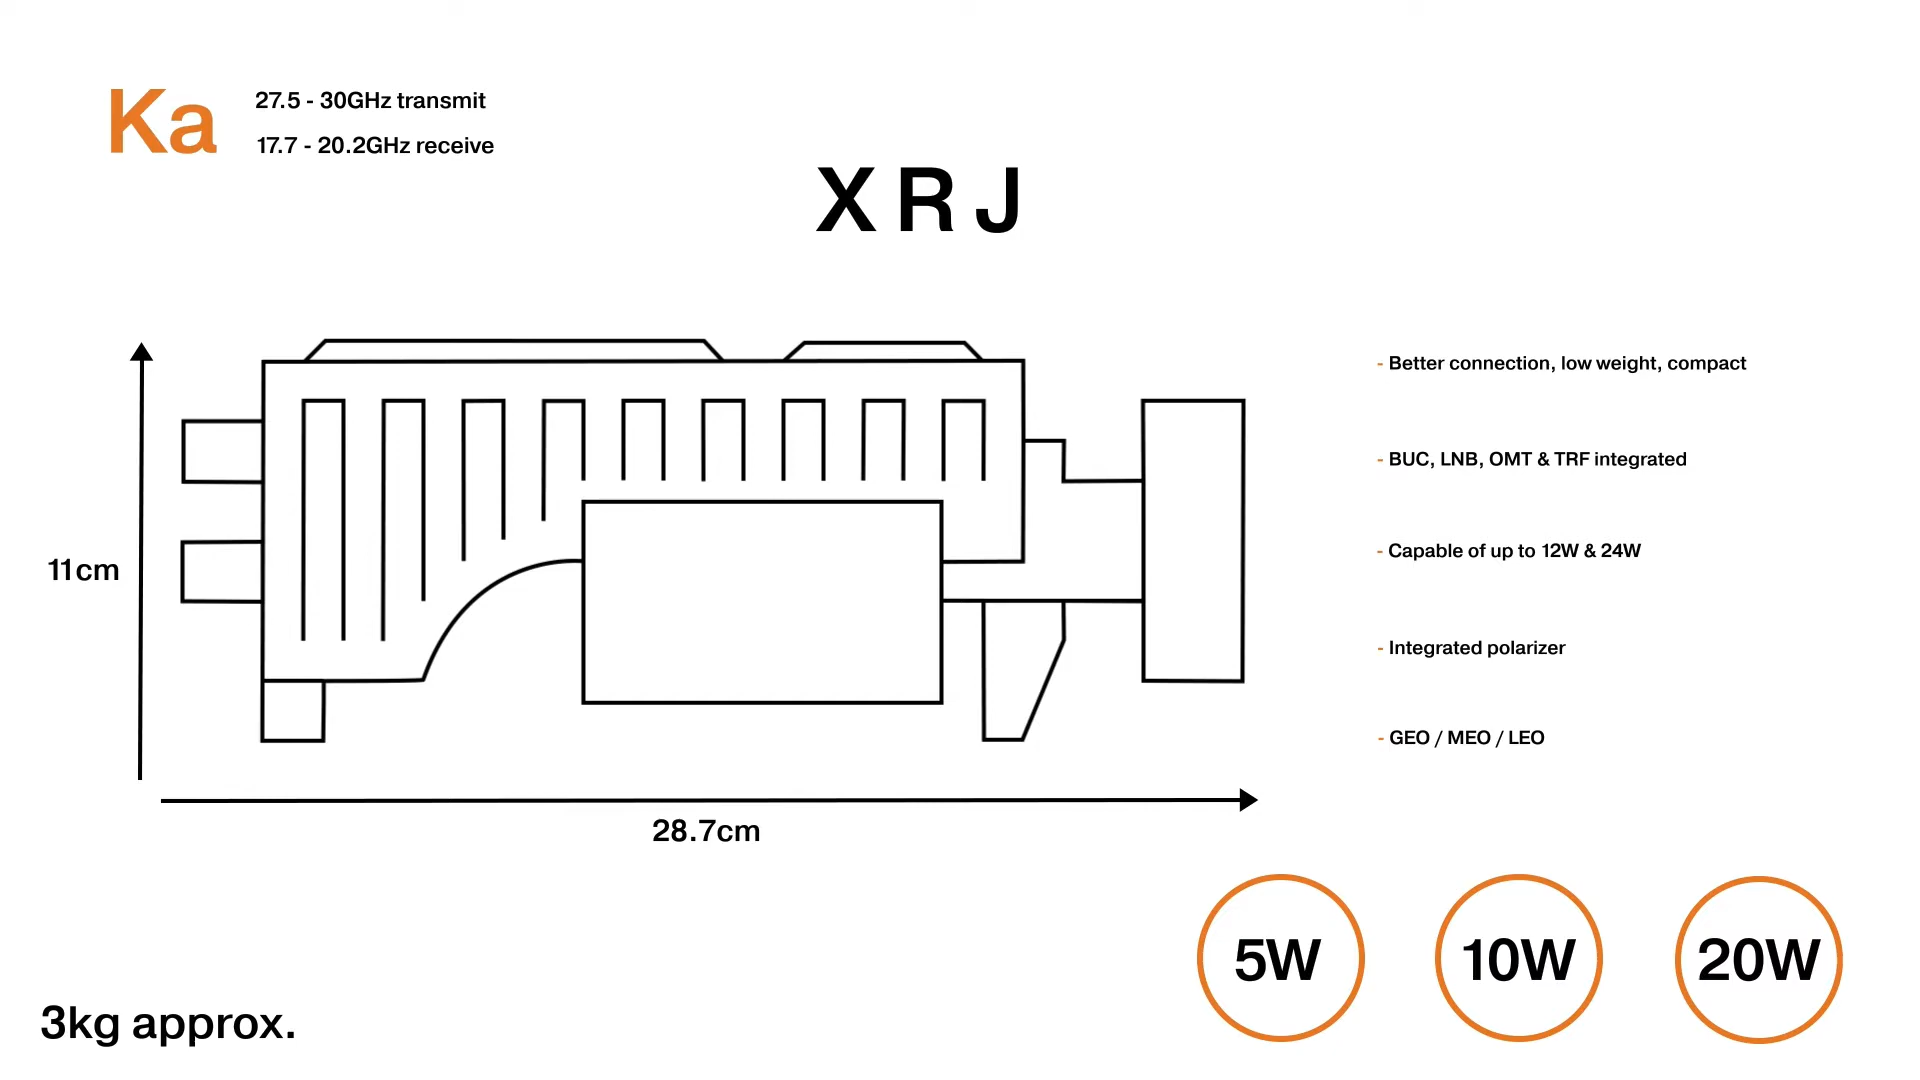 Ka
27.5 - 30GHz transmit
17.7 - 20.2GHz receive
XRJ
11cm
28.7cm
- Better connection, low weight, compact
- BUC, LNB, OMT & TRF integrated
- Capable of up to 12W & 24W
- Integrated polarizer
- GEO / MEO / LEO
5W
10W
20W
3kg approx.